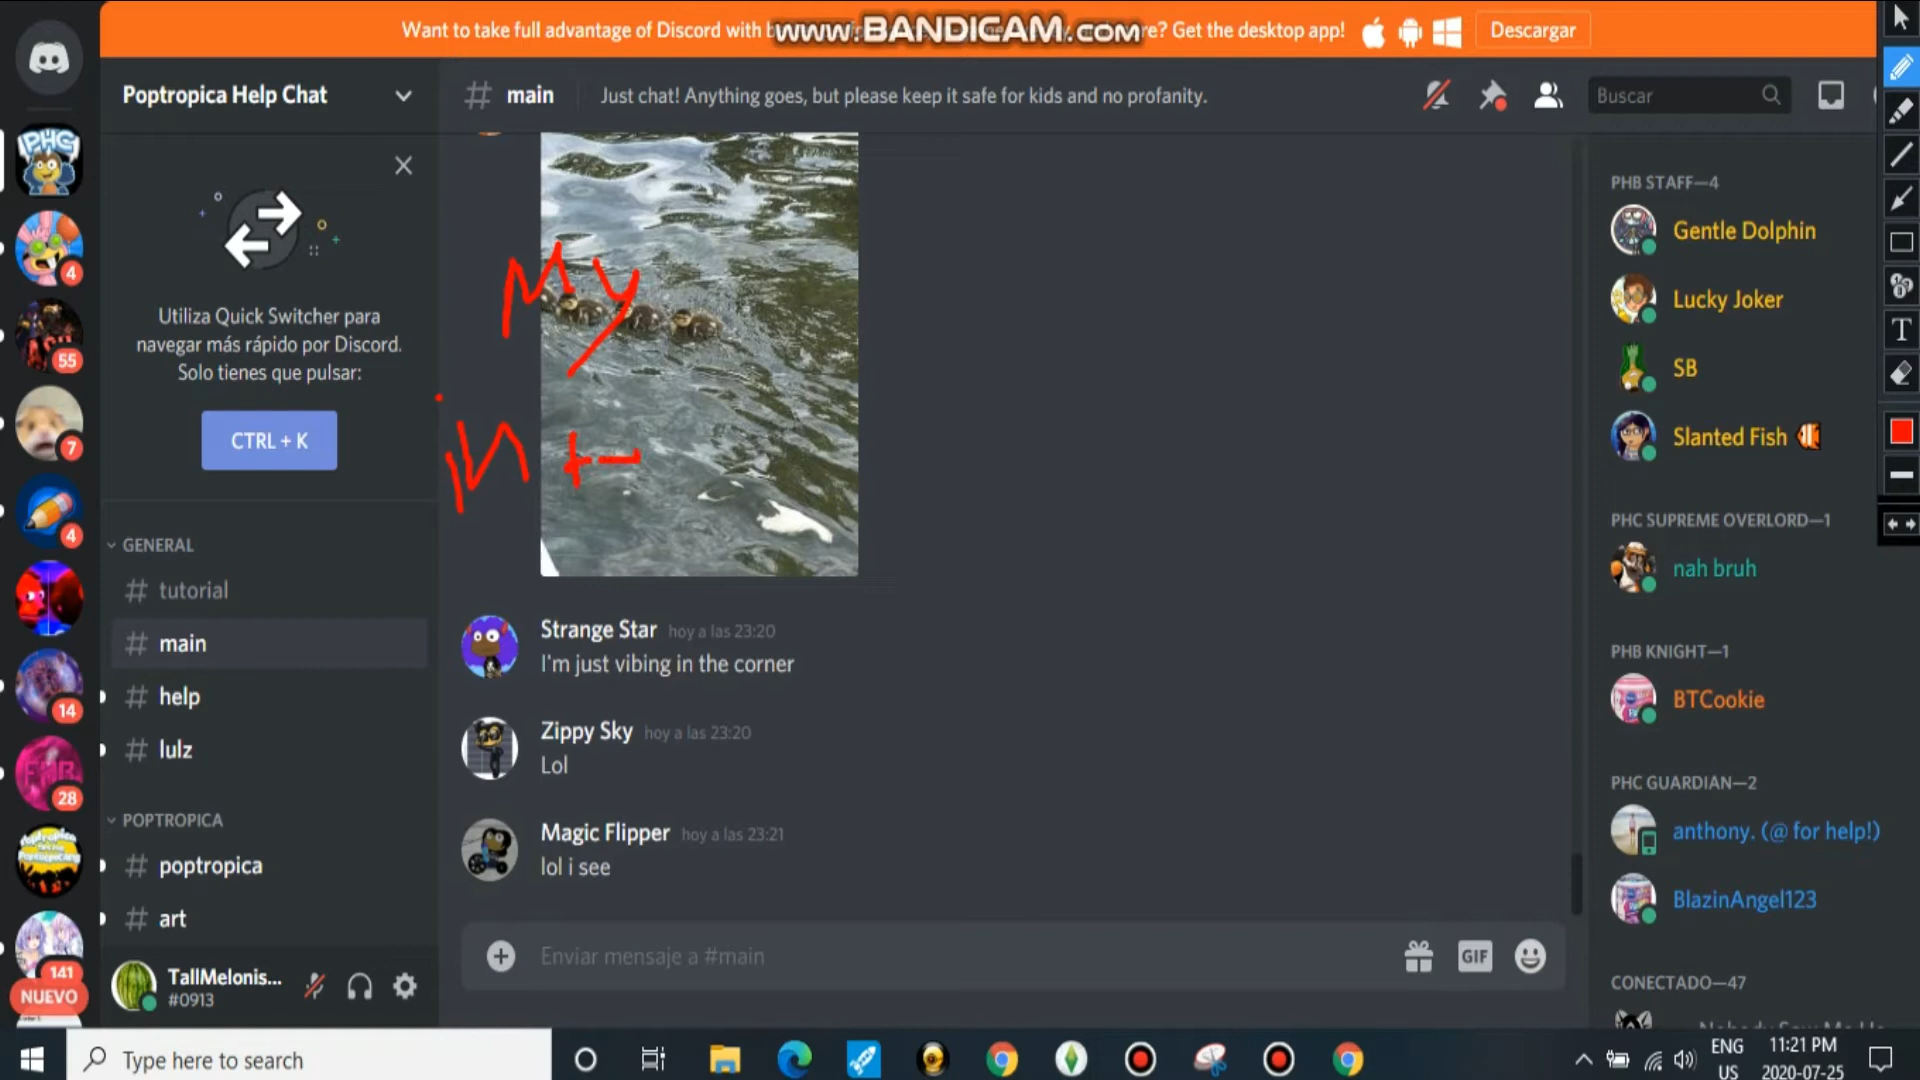 Want to take full advantage of Discord with b www.BANDICAM.com re? Get the desktop app!
Descargar
Poptropica Help Chat
main
Just chat! Anything goes, but please keep it safe for kids and no profanity.
Buscar
PHC
4
55
7
4
14
FMR
28
141
NUEVO
Utiliza Quick Switcher para
navegar más rápido por Discord.
Solo tienes que pulsar:
CTRL + K
GENERAL
# tutorial
# main
# help
# lulz
POPTROPICA
# poptropica
# art
TallMelonis...
#0913
My
Strange Star hoy a las 23:20
I'm just vibing in the corner
Zippy Sky hoy a las 23:20
Lol
Magic Flipper hoy a las 23:21
lol i see
Enviar mensaje a #main
GIF
PHB STAFF—4
Gentle Dolphin
Lucky Joker
SB
Slanted Fish
PHC SUPREME OVERLORD—1
nah bruh
PHB KNIGHT—1
BTCookie
PHC GUARDIAN—2
anthony. (@ for help!)
BlazinAngel123
CONECTADO—47
T
Type here to search
ENG
US
11:21 PM
2020-07-25